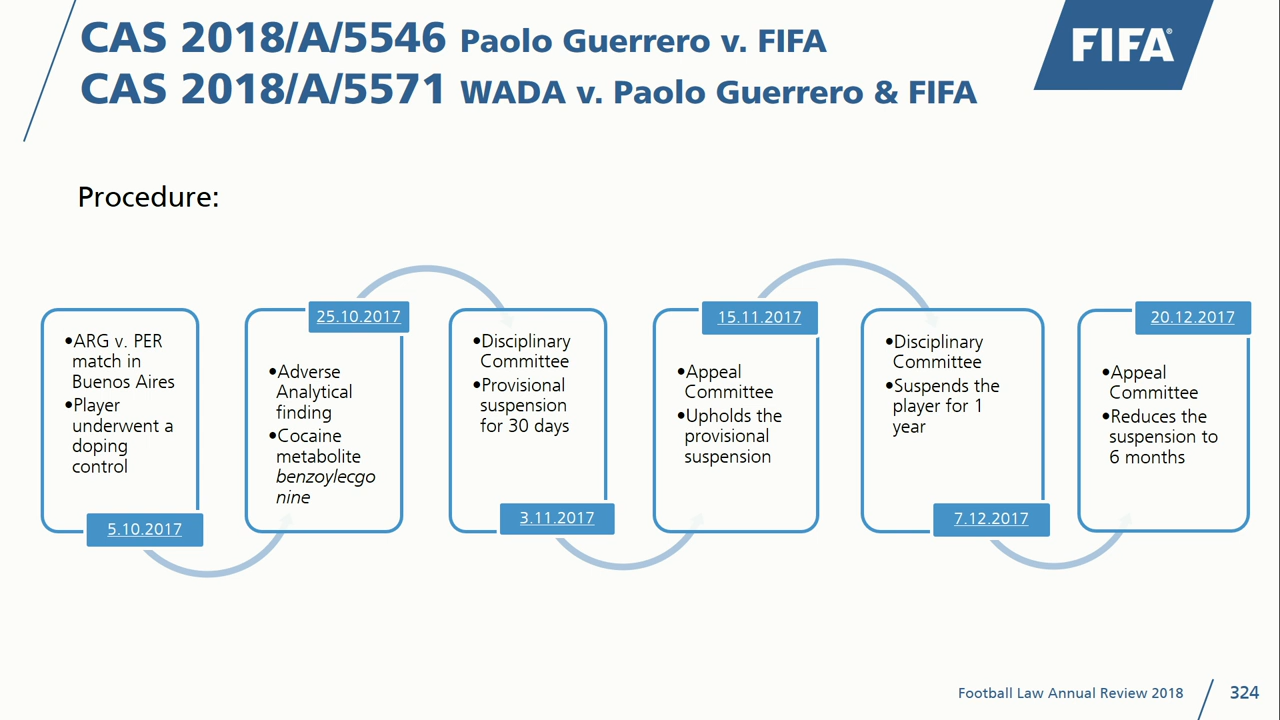 CAS 2018/A/5546 Paolo Guerrero v. FIFA
CAS 2018/A/5571 WADA v. Paolo Guerrero & FIFA
FIFA®
Procedure:
•ARG v. PER
match in
Buenos Aires
•Player
underwent a
doping
control
5.10.2017
25.10.2017
•Adverse
Analytical
finding
•Cocaine
metabolite
benzoylecgo
nine
•Disciplinary
Committee
•Provisional
suspension
for 30 days
3.11.2017
15.11.2017
•Appeal
Committee
•Upholds the
provisional
suspension
•Disciplinary
Committee
•Suspends the
player for 1
year
7.12.2017
20.12.2017
•Appeal
Committee
•Reduces the
suspension to
6 months
Football Law Annual Review 2018
324